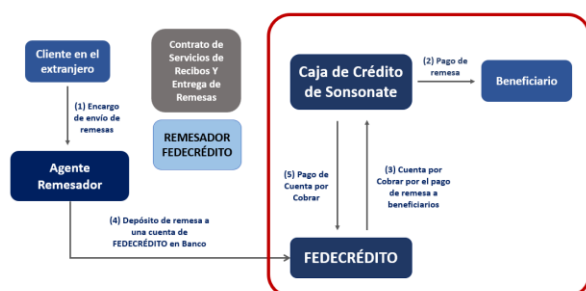 Cliente en el
extranjero
(1) Encargo
de envío de
remesas
Agente
Remesador
Contrato de
Servicios de
Recibos Y
Entrega de
Remesas
REMESADOR
FEDECRÉDITO
(4) Depósito de remesa a
una cuenta de
FEDECRÉDITO en Banco
Caja de Crédito
de Sonsonate
(2) Pago de
remesa
Beneficiario
(5) Pago de
Cuenta por
Cobrar
(3) Cuenta por
Cobrar por el pago
de remesa a
beneficiarios
FEDECRÉDITO